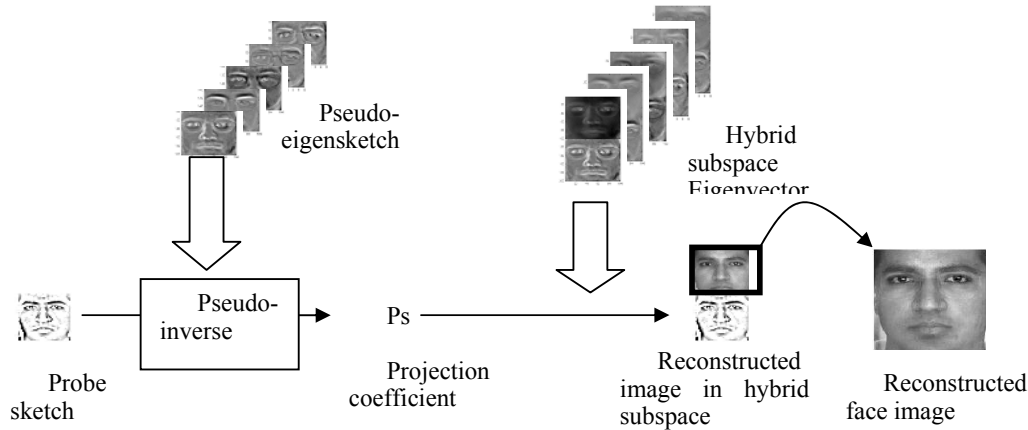 Pseudo-
eigensketch
Hybrid
subspace
Eigenvector
Pseudo-
inverse
Ps
Probe
sketch
Projection
coefficient
Reconstructed
image in hybrid
subspace
Reconstructed
face image